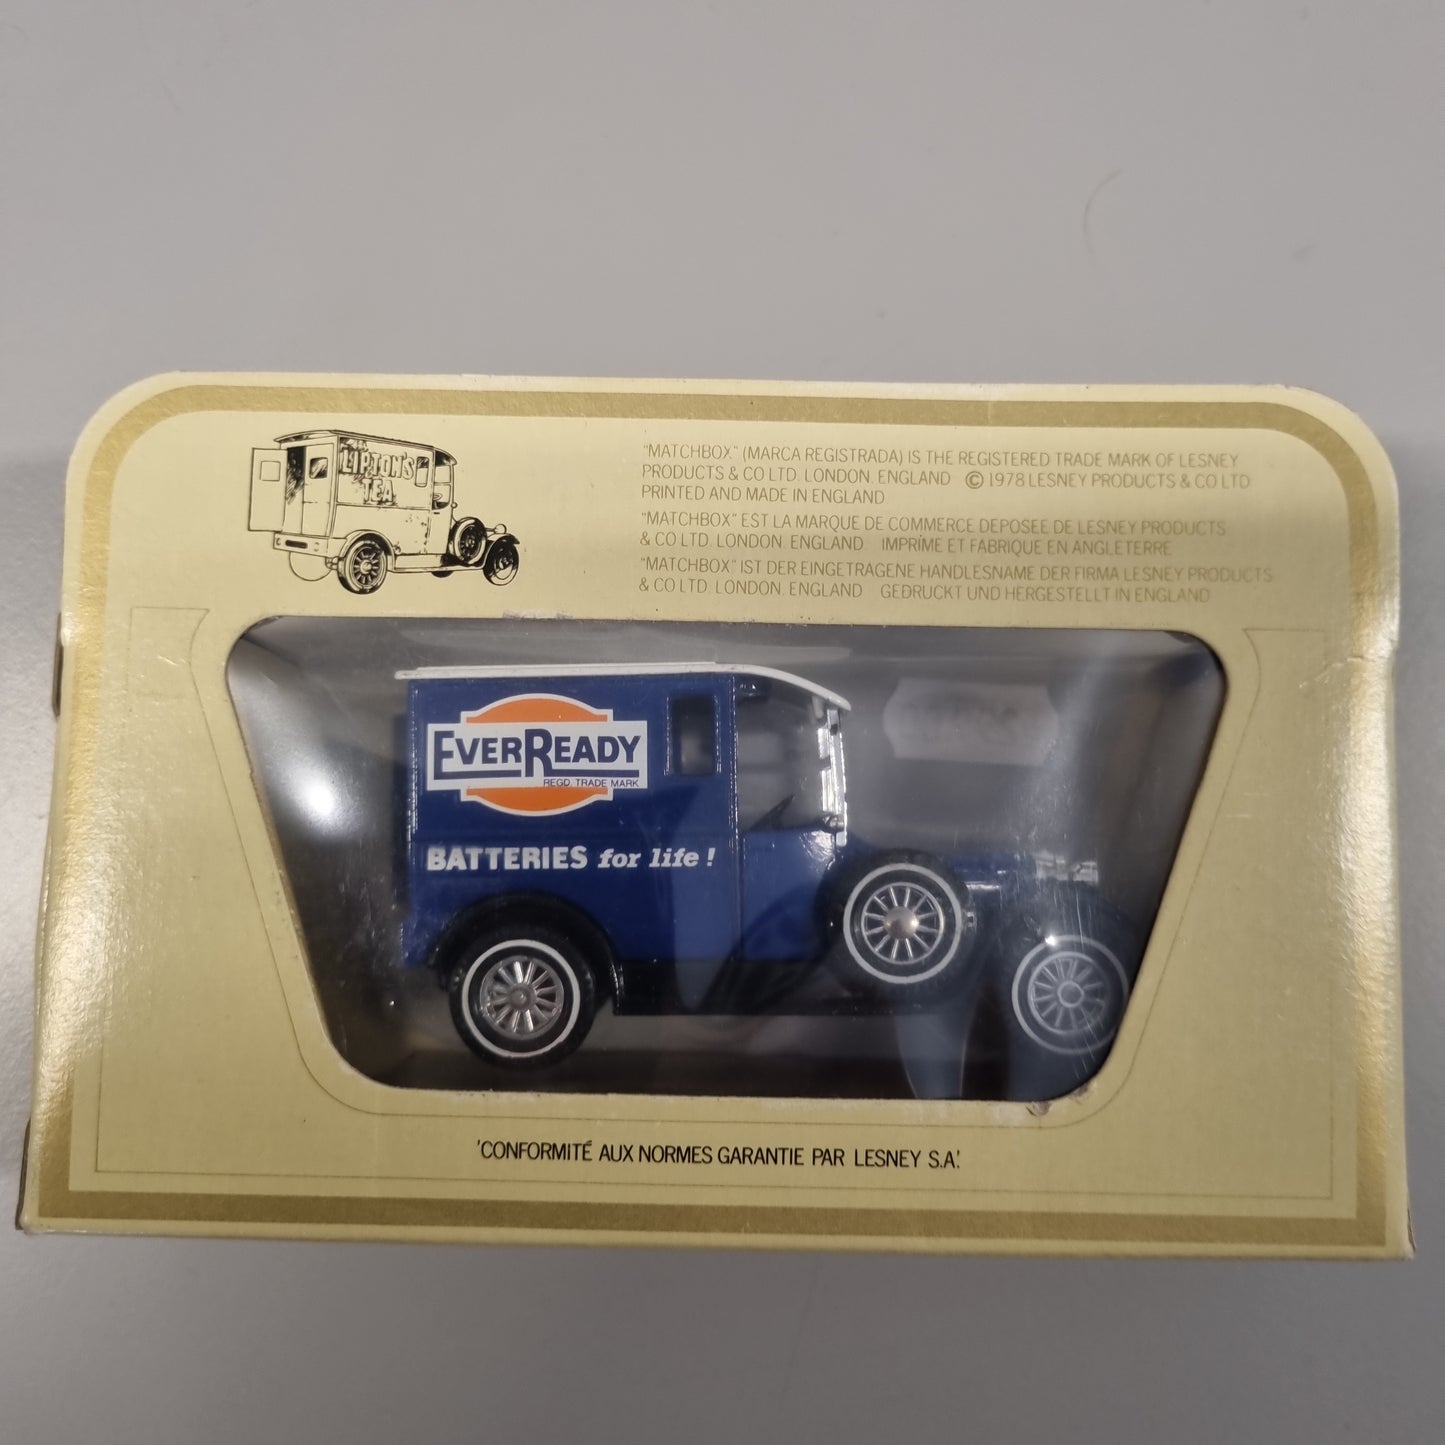 LIPTON'S
TEA
"MATCHBOX" (MARCA REGISTRADA) IS THE REGISTERED TRADE MARK OF LESNEY
PRODUCTS & CO LTD. LONDON. ENGLAND © 1978 LESNEY PRODUCTS & CO LTD
PRINTED AND MADE IN ENGLAND
"MATCHBOX" EST LA MARQUE DE COMMERCE DEPOSEE DE LESNEY PRODUCTS
& CO LTD. LONDON. ENGLAND IMPRÎME ET FABRIQUE EN ANGLETERRE
"MATCHBOX" IST DER EINGETRAGENE HANDLESNAME DER FIRMA LESNEY PRODUCTS
& CO LTD. LONDON. ENGLAND GEDRUCKT UND HERGESTELLT IN ENGLAND
EVERREADY
REGD. TRADE MARK
BATTERIES for life!
'CONFORMITÉ AUX NORMES GARANTIE PAR LESNEY S.A.'